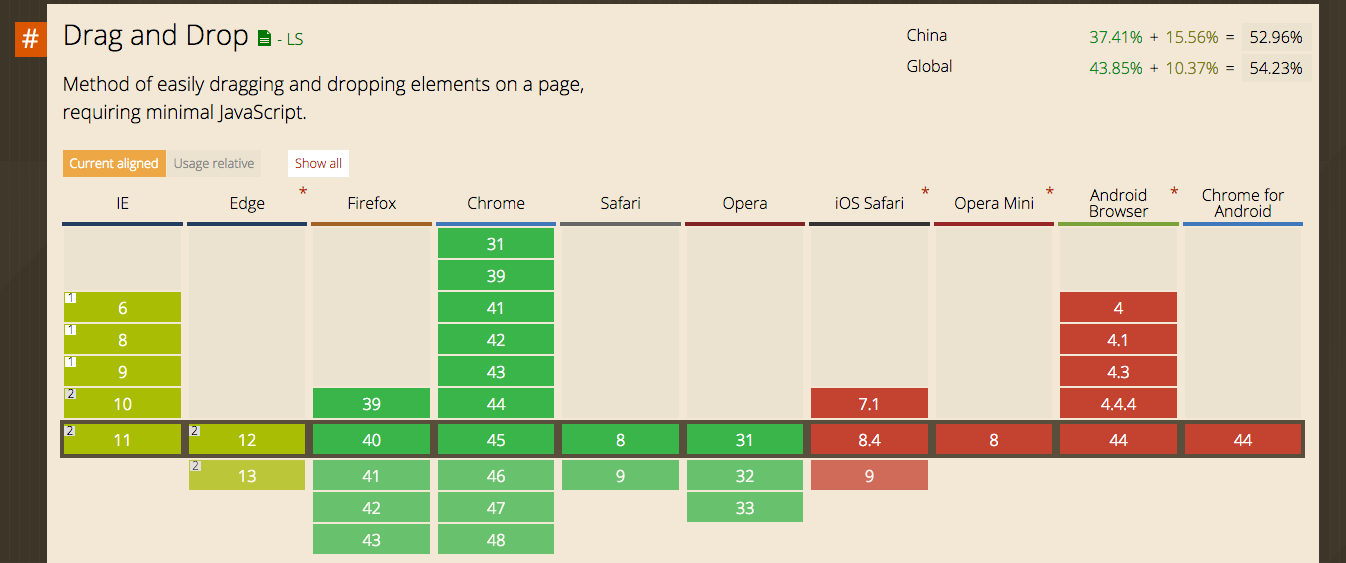 #
Drag and Drop - LS
China 37.41% + 15.56% = 52.96%
Global 43.85% + 10.37% = 54.23%
Method of easily dragging and dropping elements on a page,
requiring minimal JavaScript.
Current aligned Usage relative Show all
IE Edge * Firefox Chrome Safari Opera iOS Safari * Opera Mini * Android Browser * Chrome for Android
31
39
1 6 41 4
1 8 42 4.1
1 9 43 4.3
2 10 39 44 7.1 4.4.4
2 11 2 12 40 45 8 31 8.4 8 44 44
2 13 41 46 9 32 9
42 47 33
43 48